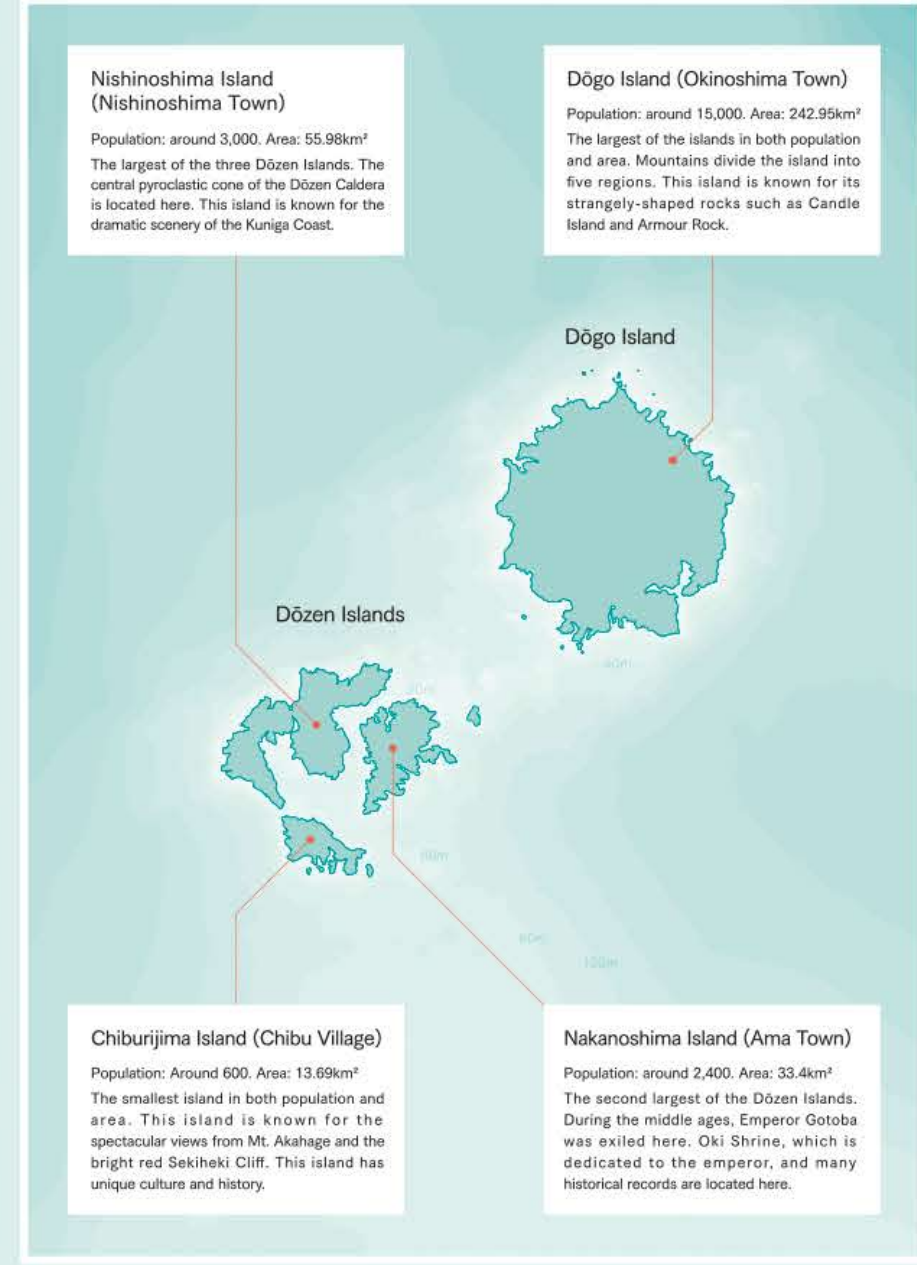 Nishinoshima Island
(Nishinoshima Town)
Population: around 3,000. Area: 55.98km²
The largest of the three Dōzen Islands. The
central pyroclastic cone of the Dōzen Caldera
is located here. This island is known for the
dramatic scenery of the Kuniga Coast.
Dōgo Island (Okinoshima Town)
Population: around 15,000. Area: 242.95km²
The largest of the islands in both population
and area. Mountains divide the island into
five regions. This island is known for its
strangely-shaped rocks such as Candle
Island and Armour Rock.
Dōgo Island
Dōzen Islands
Chiburijima Island (Chibu Village)
Population: Around 600. Area: 13.69km²
The smallest island in both population and
area. This island is known for the
spectacular views from Mt. Akahage and the
bright red Sekiheki Cliff. This island has
unique culture and history.
Nakanoshima Island (Ama Town)
Population: around 2,400. Area: 33.4km²
The second largest of the Dōzen Islands.
During the middle ages, Emperor Gotoba
was exiled here. Oki Shrine, which is
dedicated to the emperor, and many
historical records are located here.